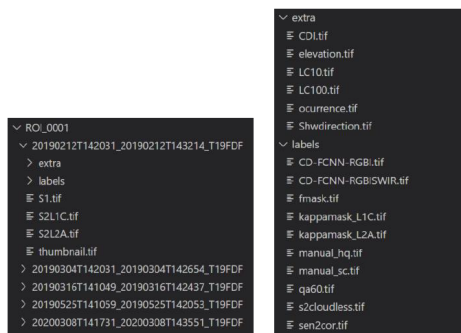 ROI_0001
20190212T142031_20190212T143214_T19FDF
extra
labels
S1.tif
S2L1C.tif
S2L2A.tif
thumbnail.tif
20190304T142031_20190304T142654_T19FDF
20190316T141049_20190316T142437_T19FDF
20190525T141059_20190525T142053_T19FDF
20200308T141731_20200308T143551_T19FDF
extra
CDI.tif
elevation.tif
LC10.tif
LC100.tif
ocurrence.tif
Shwdirection.tif
labels
CD-FCNN-RGBI.tif
CD-FCNN-RGBISWIR.tif
fmask.tif
kappamask_L1C.tif
kappamask_L2A.tif
manual_hq.tif
manual_sc.tif
qa60.tif
s2cloudless.tif
sen2cor.tif